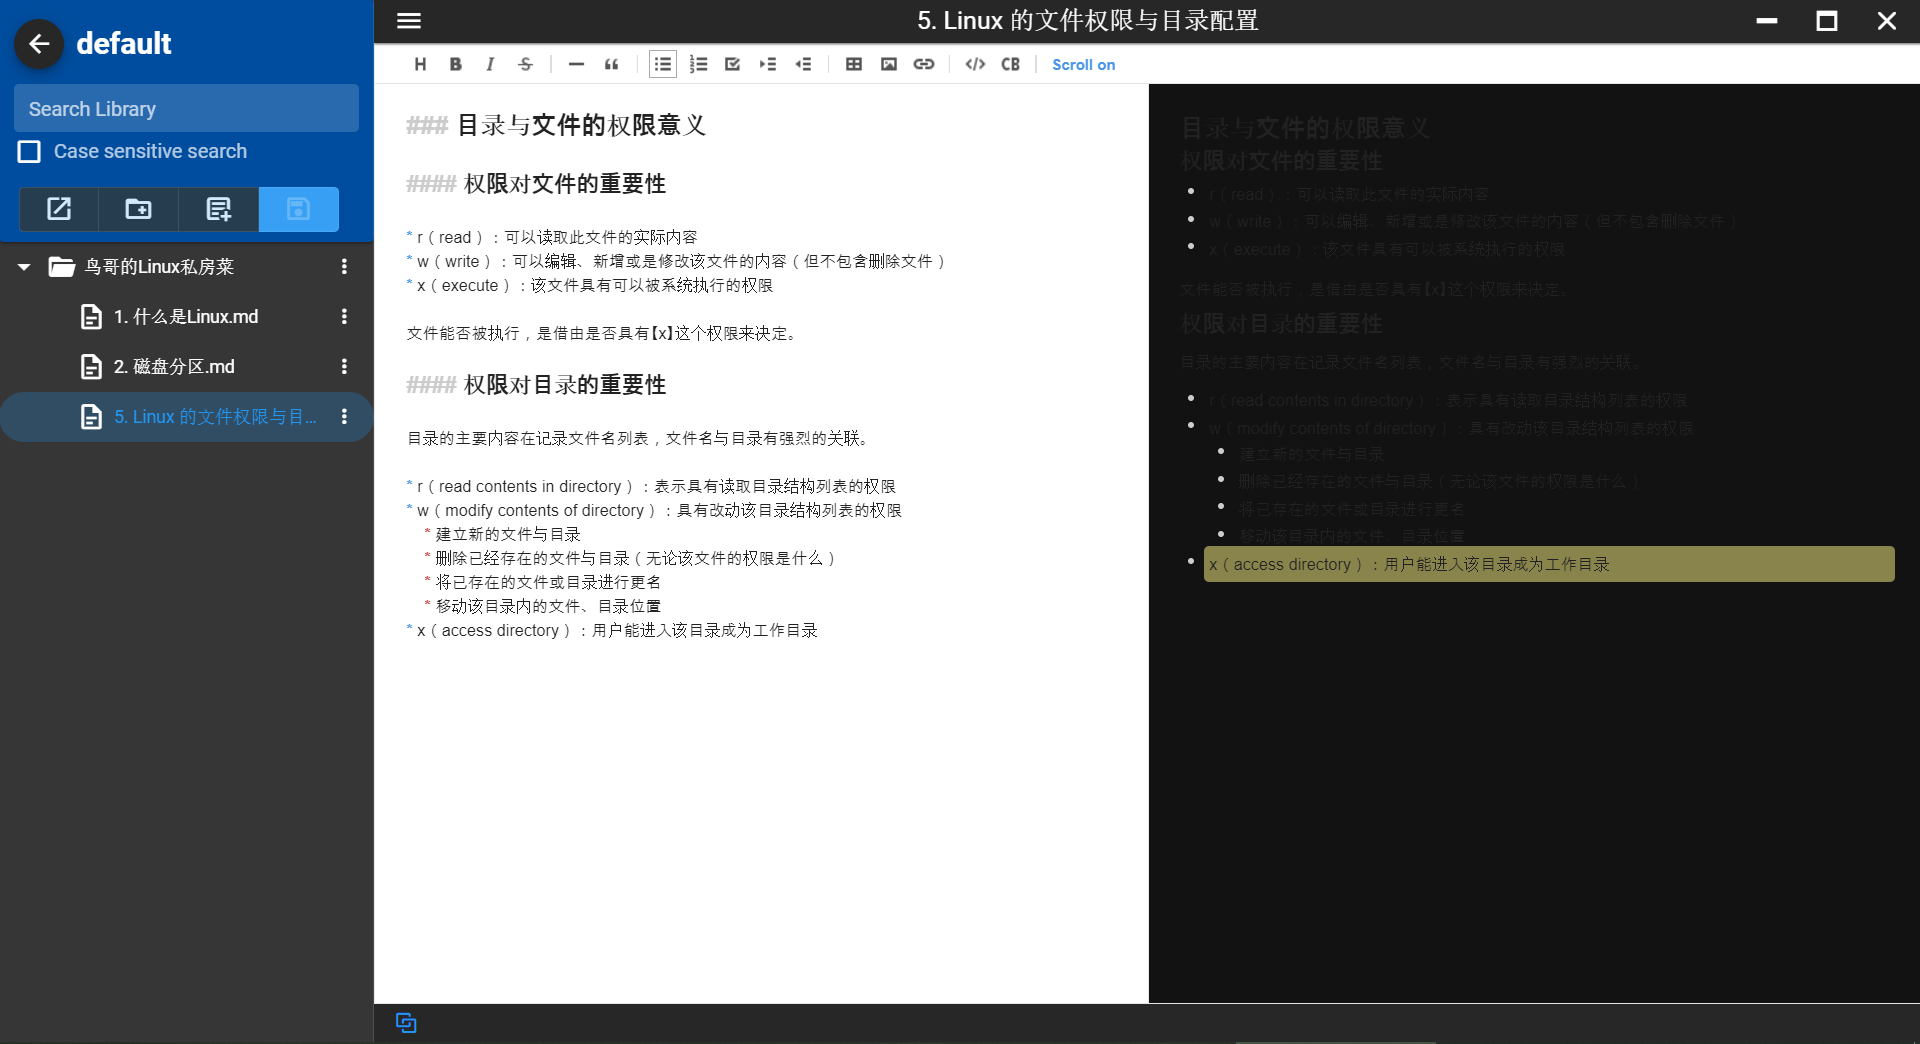 default
Search Library
Case sensitive search
鸟哥的Linux私房菜
1. 什么是Linux.md
2. 磁盘分区.md
5. Linux 的文件权限与目...
5. Linux 的文件权限与目录配置
H B I S — “ </> CB Scroll on
### 目录与文件的权限意义
#### 权限对文件的重要性
* r（read）：可以读取此文件的实际内容
* w（write）：可以编辑、新增或是修改该文件的内容（但不包含删除文件）
* x（execute）：该文件具有可以被系统执行的权限
文件能否被执行，是借由是否具有【x】这个权限来决定。
#### 权限对目录的重要性
目录的主要内容在记录文件名列表，文件名与目录有强烈的关联。
* r（read contents in directory）：表示具有读取目录结构列表的权限
* w（modify contents of directory）：具有改动该目录结构列表的权限
* 建立新的文件与目录
* 删除已经存在的文件与目录（无论该文件的权限是什么）
* 将已存在的文件或目录进行更名
* 移动该目录内的文件、目录位置
* x（access directory）：用户能进入该目录成为工作目录
目录与文件的权限意义
权限对文件的重要性
• r（read）：可以读取此文件的实际内容
• w（write）：可以编辑、新增或是修改该文件的内容（但不包含删除文件）
• x（execute）：该文件具有可以被系统执行的权限
文件能否被执行，是借由是否具有【x】这个权限来决定。
权限对目录的重要性
目录的主要内容在记录文件名列表，文件名与目录有强烈的关联。
• r（read contents in directory）：表示具有读取目录结构列表的权限
• w（modify contents of directory）：具有改动该目录结构列表的权限
• 建立新的文件与目录
• 删除已经存在的文件与目录（无论该文件的权限是什么）
• 将已存在的文件或目录进行更名
• 移动该目录内的文件、目录位置
• x（access directory）：用户能进入该目录成为工作目录